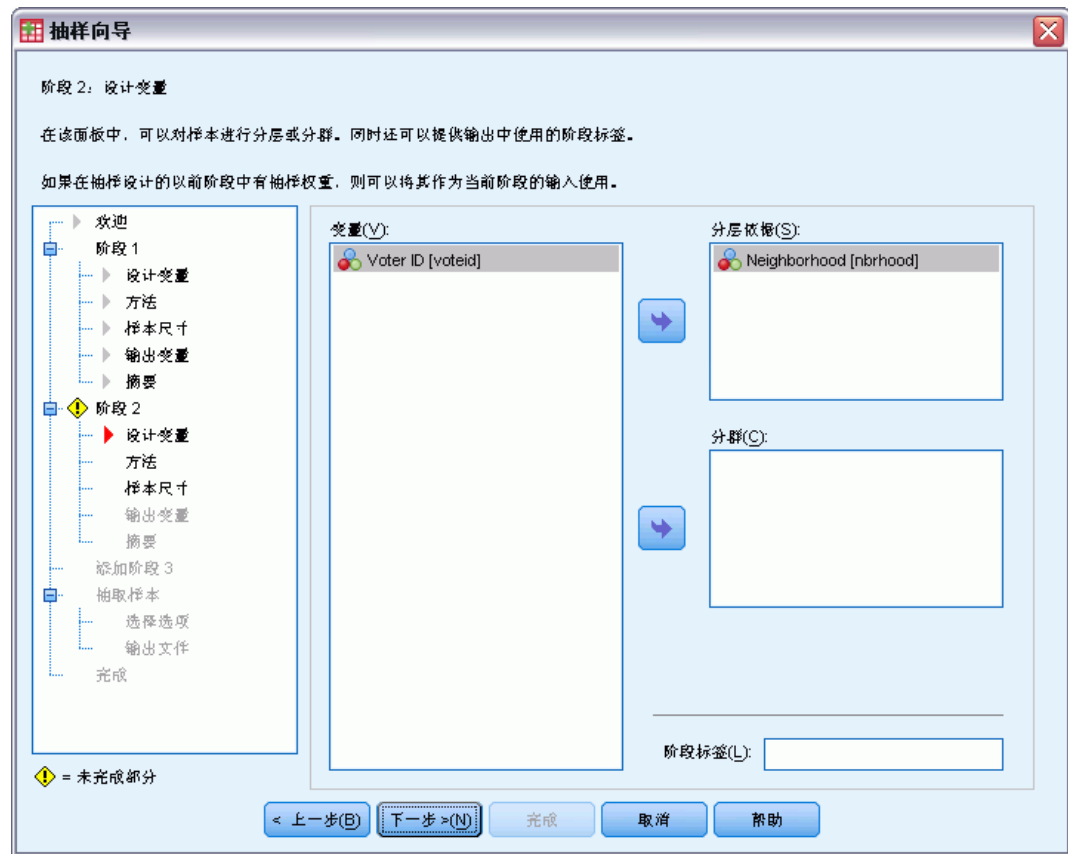 抽样向导
阶段 2：设计变量
在该面板中，可以对样本进行分层或分群。同时还可以提供输出中使用的阶段标签。
如果在抽样设计的以前阶段中有抽样权重，则可以将其作为当前阶段的输入使用。
欢迎
阶段 1
设计变量
方法
样本尺寸
输出变量
摘要
阶段 2
设计变量
方法
样本尺寸
输出变量
摘要
添加阶段 3
抽取样本
选择选项
输出文件
完成
= 未完成部分
变量(V):
Voter ID [voteid]
分层依据(S):
Neighborhood [nbrhood]
分群(C):
阶段标签(L):
< 上一步(B)
下一步 >(N)
完成
取消
帮助